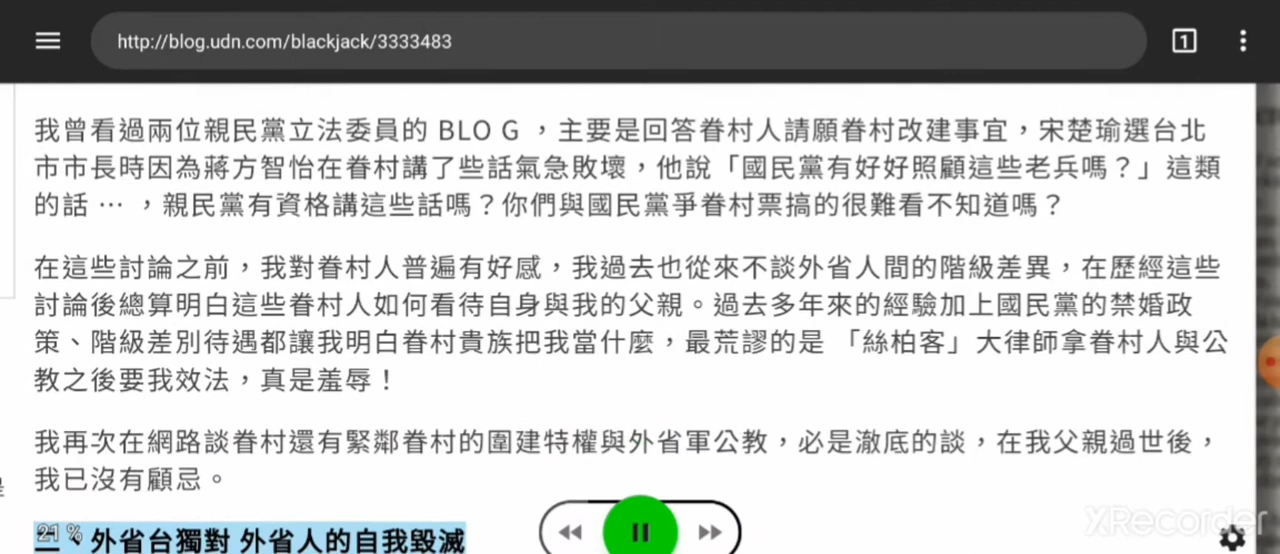 http://blog.udn.com/blackjack/3333483
1
我曾看過兩位親民黨立法委員的 BLO G ，主要是回答眷村人請願眷村改建事宜，宋楚瑜選台北
市市長時因為蔣方智怡在眷村講了些話氣急敗壞，他說「國民黨有好好照顧這些老兵嗎？」這類
的話 … ，親民黨有資格講這些話嗎？你們與國民黨爭眷村票搞的很難看不知道嗎？
在這些討論之前，我對眷村人普遍有好感，我過去也從來不談外省人間的階級差異，在歷經這些
討論後總算明白這些眷村人如何看待自身與我的父親。過去多年來的經驗加上國民黨的禁婚政
策、階級差別待遇都讓我明白眷村貴族把我當什麼，最荒謬的是 「絲柏客」大律師拿眷村人與公
教之後要我效法，真是羞辱！
我再次在網路談眷村還有緊鄰眷村的圍建特權與外省軍公教，必是澈底的談，在我父親過世後，
我已沒有顧忌。
21 %
外省台獨對 外省人的自我毀滅
XRecorder